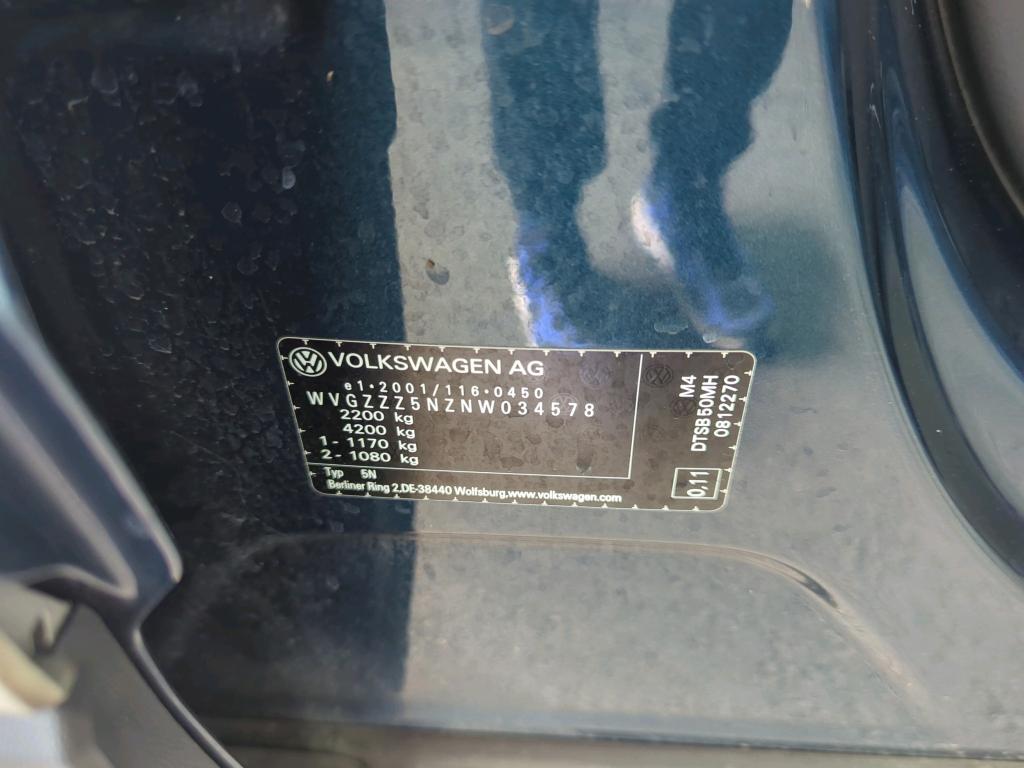 VOLKSWAGEN AG
e1*2001/116*0450
WVGZZZ5NZNW034578
2200 kg
4200 kg
1- 1170 kg
2- 1080 kg
Typ 5N
Berliner Ring 2,DE-38440 Wolfsburg,www.volkswagen.com
M4
DTSB50MH
0812270
0,11